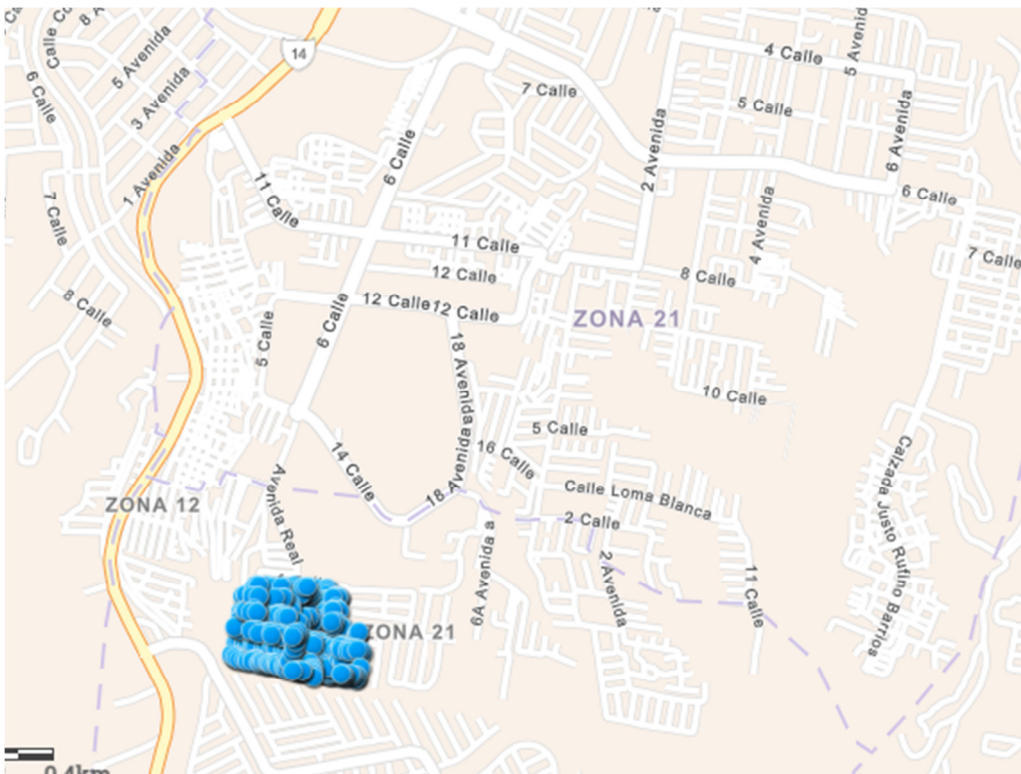 Calle Co
8 A
5 Avenida
3 Avenida
6 Calle
1 Avenida
7 Calle
8 Calle
14
7 Calle
4 Calle
5 Avenid
5 Calle
6 Avenida
2 Avenida
6 Calle
6 Calle
11 Calle
11 Calle
12 Calle
8 Calle
4 Avenida
7 Calle
12 Calle
12 Calle
6 Calle
5 Calle
ZONA 21
18 Avenida
10 Calle
5 Calle
16 Calle
14 Calle
18 Avenida
Calle Loma Blanca
2 Calle
Avenida Real
ZONA 12
6A Avenida a
2 Avenida
11 Calle
Calzada Justo Rufino Barrios
ZONA 21
0.4km